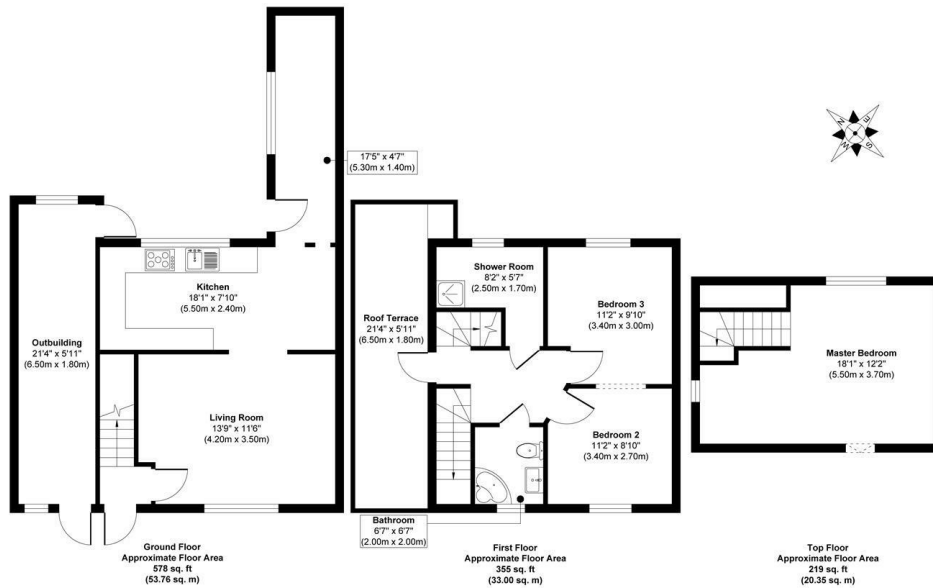 17'5" x 4'7"
(5.30m x 1.40m)
Kitchen
18'1" x 7'10"
(5.50m x 2.40m)
Outbuilding
21'4" x 5'11"
(6.50m x 1.80m)
Living Room
13'9" x 11'6"
(4.20m x 3.50m)
Ground Floor
Approximate Floor Area
578 sq. ft
(53.76 sq. m)
Shower Room
8'2" x 5'7"
(2.50m x 1.70m)
Bedroom 3
11'2" x 9'10"
(3.40m x 3.00m)
Roof Terrace
21'4" x 5'11"
(6.50m x 1.80m)
Bedroom 2
11'2" x 8'10"
(3.40m x 2.70m)
Bathroom
6'7" x 6'7"
(2.00m x 2.00m)
First Floor
Approximate Floor Area
355 sq. ft
(33.00 sq. m)
N
E
S
W
Master Bedroom
18'1" x 12'2"
(5.50m x 3.70m)
Top Floor
Approximate Floor Area
219 sq. ft
(20.35 sq. m)